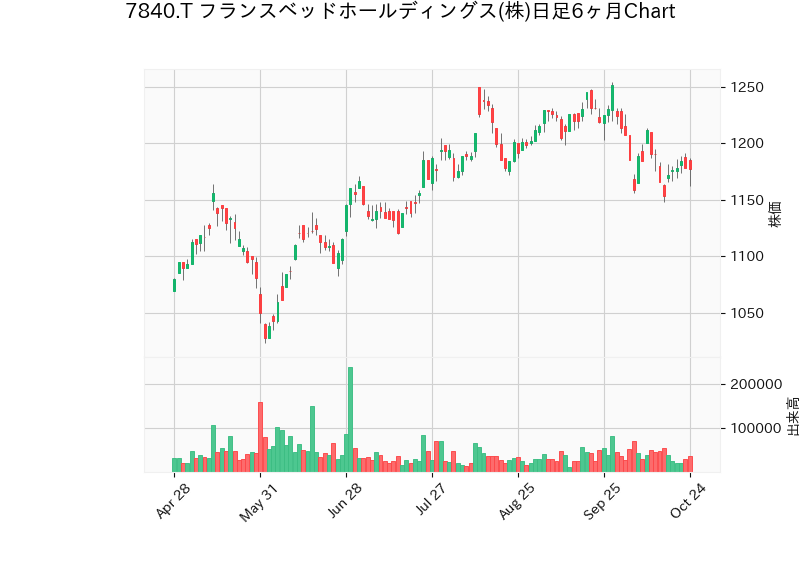 7840.T フランスベッドホールディングス(株)日足6ヶ月Chart
1250
1200
1150
1100
1050
株価
200000
100000
出来高
Apr 28
May 31
Jun 28
Jul 27
Aug 25
Sep 25
Oct 24